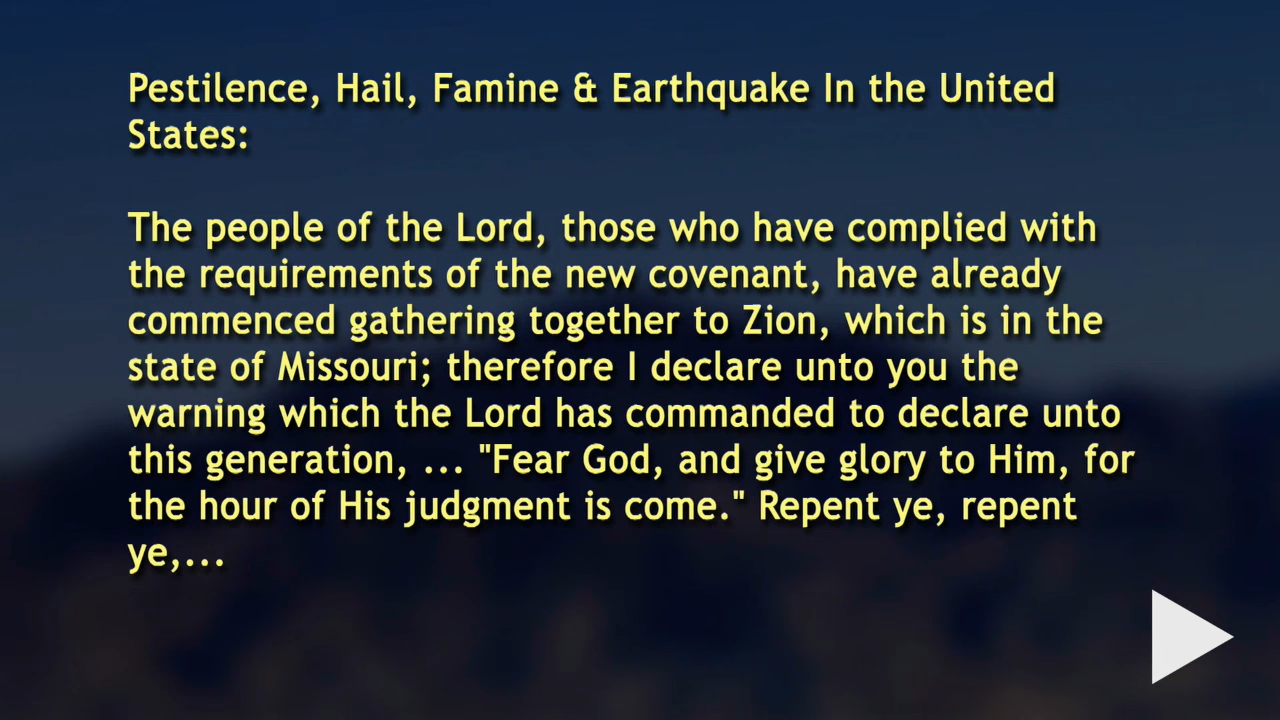 Pestilence, Hail, Famine & Earthquake In the United
States:
The people of the Lord, those who have complied with
the requirements of the new covenant, have already
commenced gathering together to Zion, which is in the
state of Missouri; therefore I declare unto you the
warning which the Lord has commanded to declare unto
this generation, ... "Fear God, and give glory to Him, for
the hour of His judgment is come." Repent ye, repent
ye,...